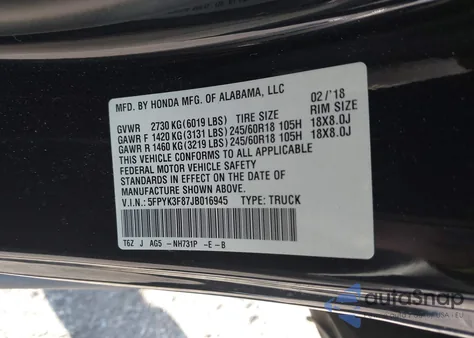 MFD. BY HONDA MFG. OF ALABAMA, LLC 02/'18
GVWR 2730 KG(6019 LBS) TIRE SIZE RIM SIZE
GAWR F 1420 KG(3131 LBS) 245/60R18 105H 18X8.0J
GAWR R 1460 KG(3219 LBS) 245/60R18 105H 18X8.0J
THIS VEHICLE CONFORMS TO ALL APPLICABLE
FEDERAL MOTOR VEHICLE SAFETY
STANDARDS IN EFFECT ON THE DATE OF
MANUFACTURE SHOWN ABOVE.
V.I.N.: 5FPYK3F87JB016945 TYPE: TRUCK
T6Z J AG5 -NH731P -E-B
autoSnap